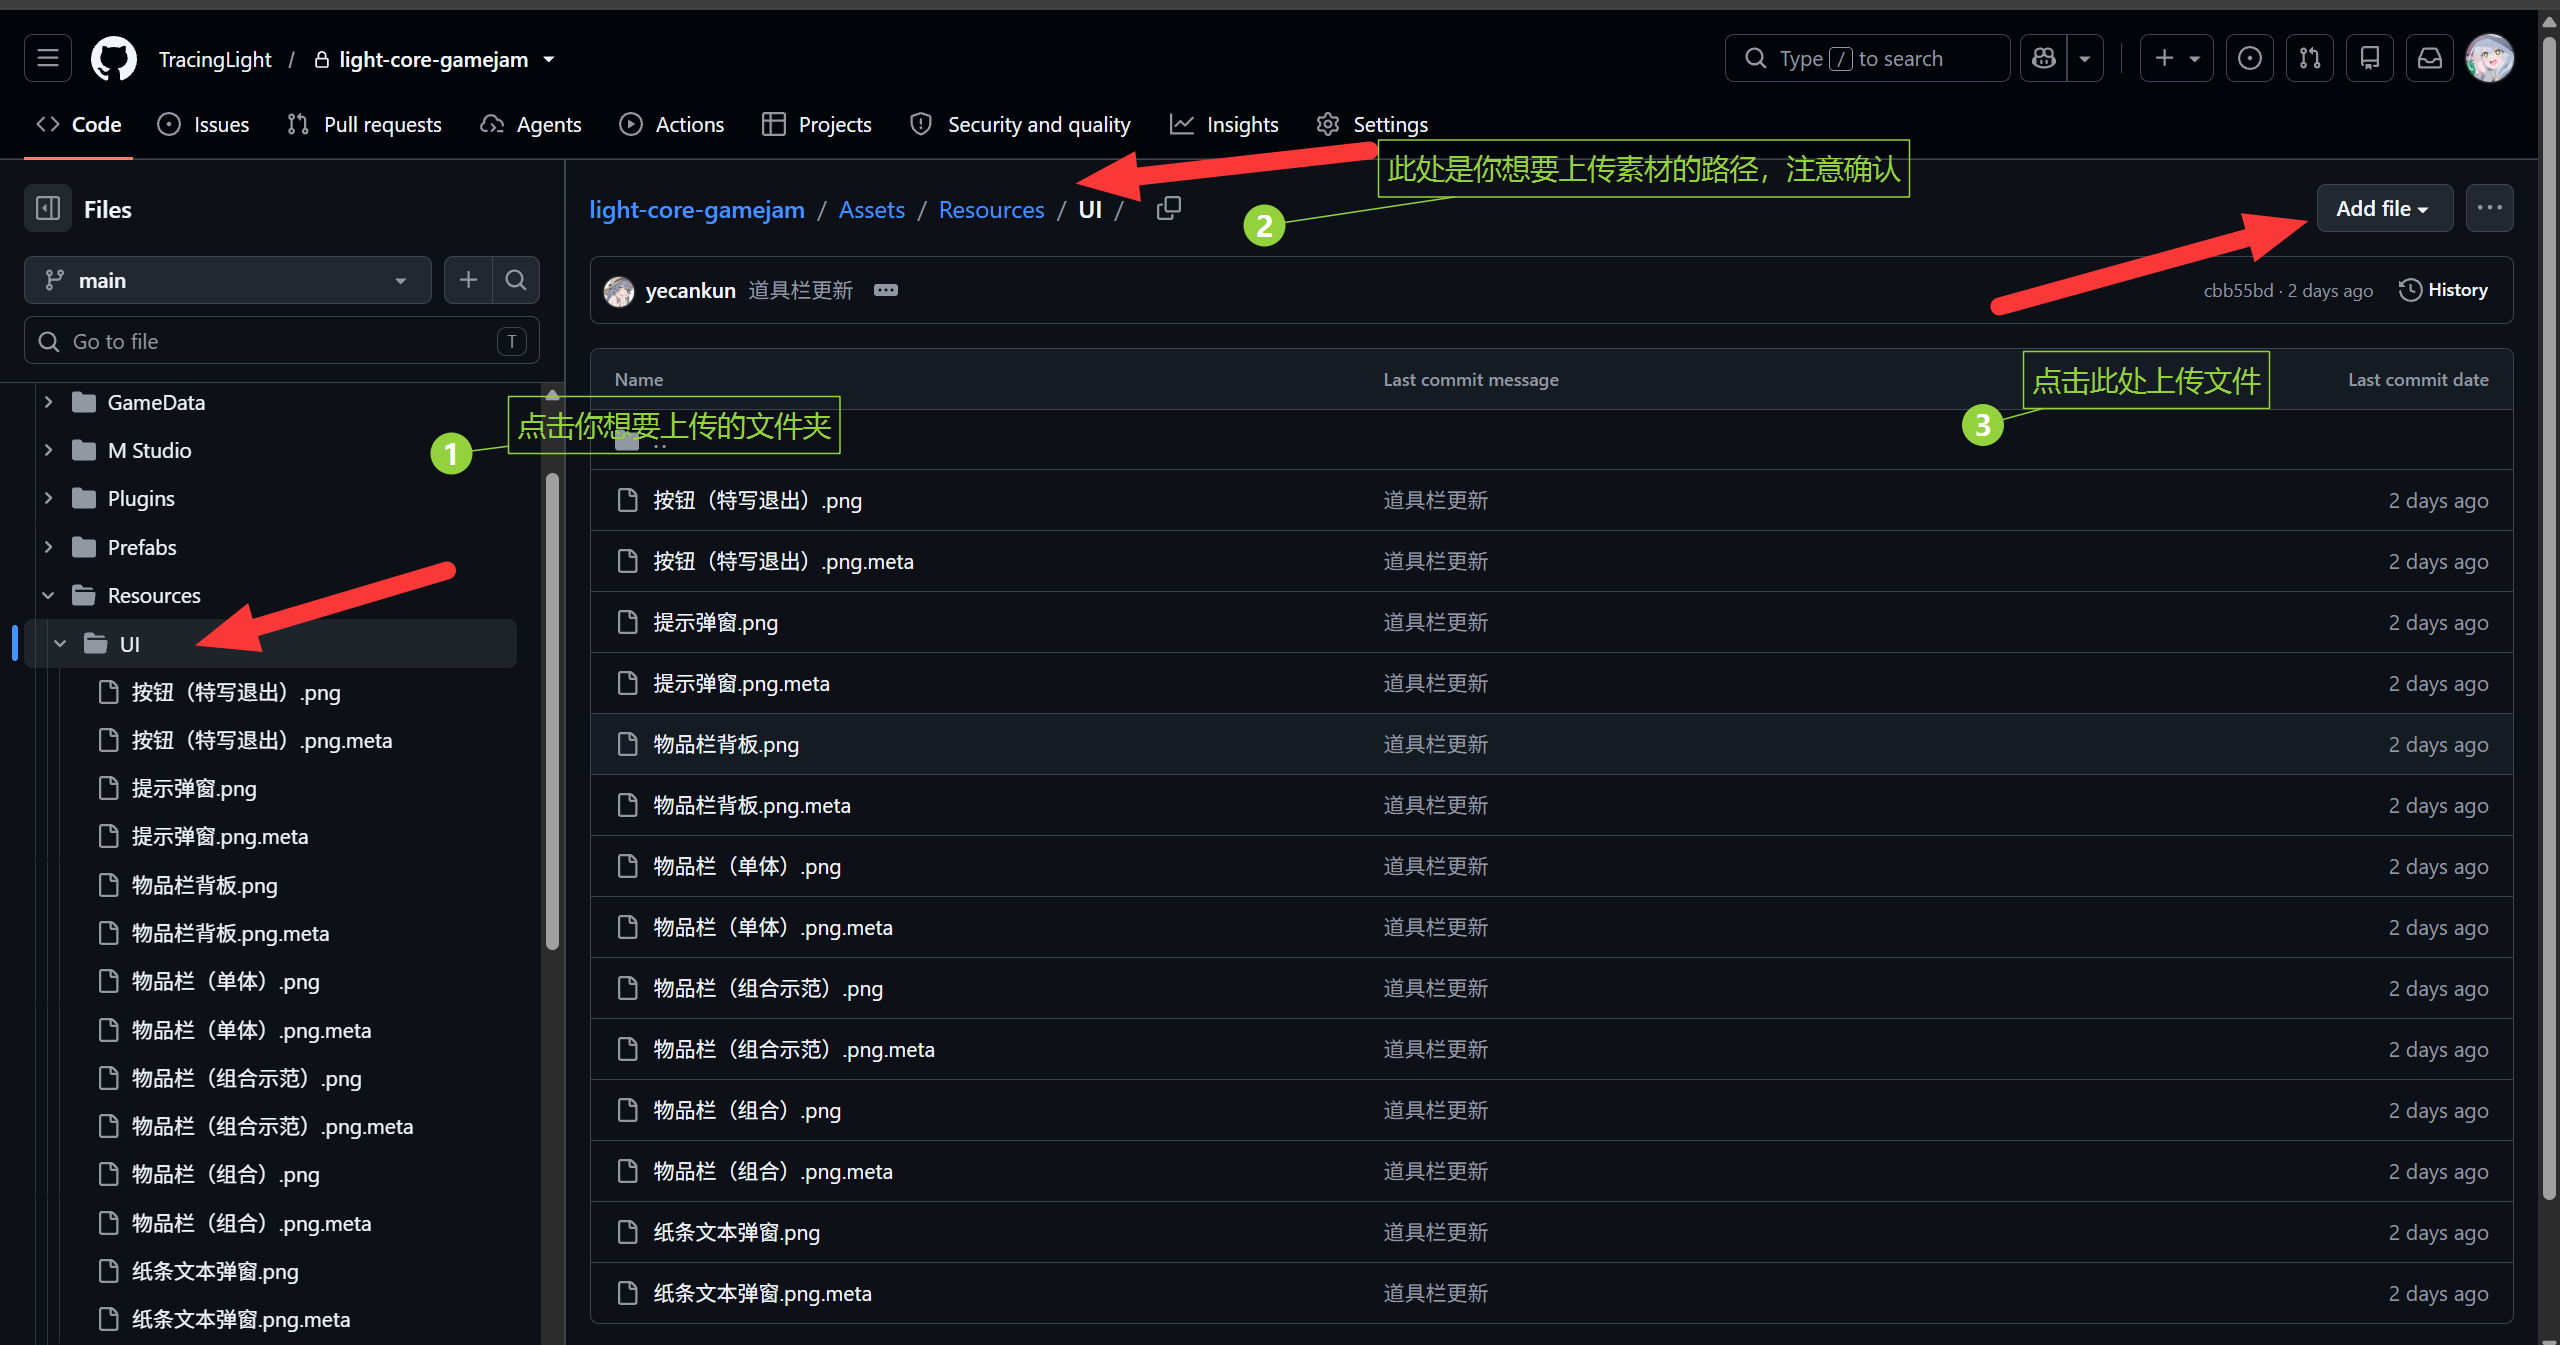 TracingLight / light-core-gamejam
Type / to search
Code Issues Pull requests Agents Actions Projects Security and quality Insights Settings
此处是你想要上传素材的路径，注意确认
Files
light-core-gamejam / Assets / Resources / UI /
Add file
2
main
yecankun 道具栏更新
cbb55bd · 2 days ago
History
Go to file
T
Name Last commit message Last commit date
点击此处上传文件
3
点击你想要上传的文件夹
1
..
GameData
M Studio
Plugins
Prefabs
Resources
UI
按钮（特写退出）.png
按钮（特写退出）.png.meta
提示弹窗.png
提示弹窗.png.meta
物品栏背板.png
物品栏背板.png.meta
物品栏（单体）.png
物品栏（单体）.png.meta
物品栏（组合示范）.png
物品栏（组合示范）.png.meta
物品栏（组合）.png
物品栏（组合）.png.meta
纸条文本弹窗.png
纸条文本弹窗.png.meta
按钮（特写退出）.png 道具栏更新 2 days ago
按钮（特写退出）.png.meta 道具栏更新 2 days ago
提示弹窗.png 道具栏更新 2 days ago
提示弹窗.png.meta 道具栏更新 2 days ago
物品栏背板.png 道具栏更新 2 days ago
物品栏背板.png.meta 道具栏更新 2 days ago
物品栏（单体）.png 道具栏更新 2 days ago
物品栏（单体）.png.meta 道具栏更新 2 days ago
物品栏（组合示范）.png 道具栏更新 2 days ago
物品栏（组合示范）.png.meta 道具栏更新 2 days ago
物品栏（组合）.png 道具栏更新 2 days ago
物品栏（组合）.png.meta 道具栏更新 2 days ago
纸条文本弹窗.png 道具栏更新 2 days ago
纸条文本弹窗.png.meta 道具栏更新 2 days ago